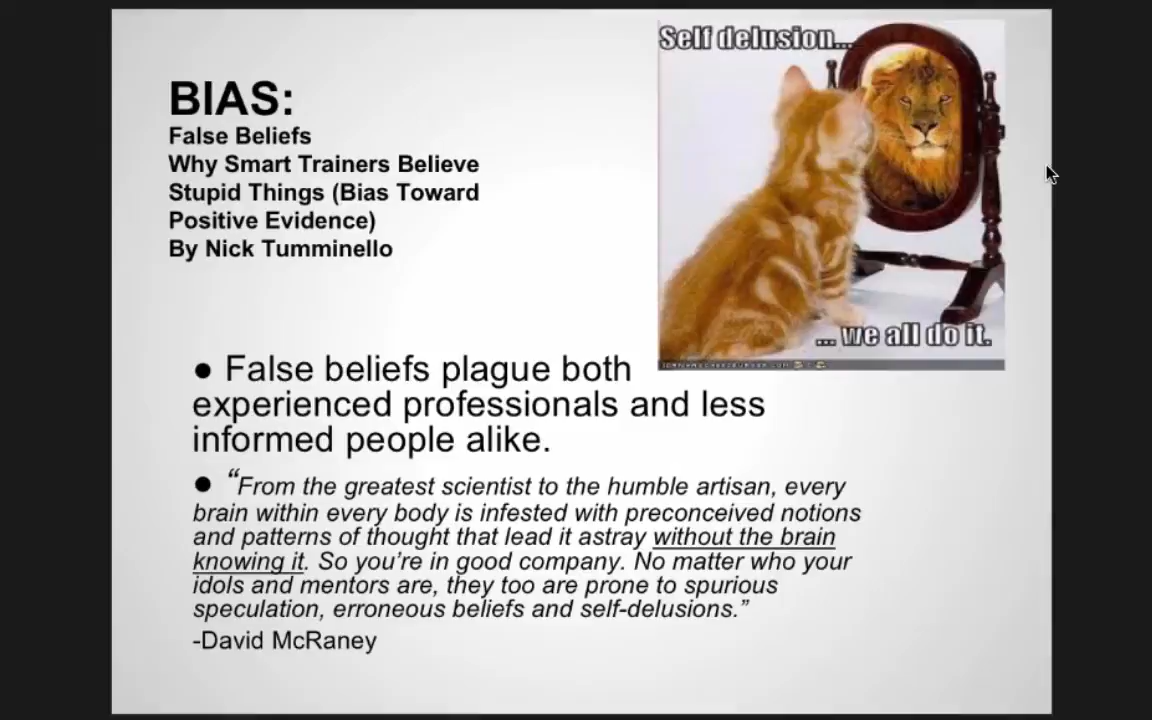 Self delusion...
BIAS:
False Beliefs
Why Smart Trainers Believe
Stupid Things (Bias Toward
Positive Evidence)
By Nick Tumminello
... we all do it.
● False beliefs plague both
experienced professionals and less
informed people alike.
● “From the greatest scientist to the humble artisan, every
brain within every body is infested with preconceived notions
and patterns of thought that lead it astray without the brain
knowing it. So you’re in good company. No matter who your
idols and mentors are, they too are prone to spurious
speculation, erroneous beliefs and self-delusions.”
-David McRaney